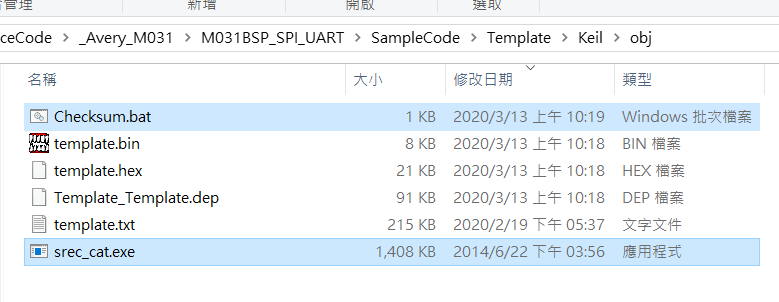 管理 新增 開啟 選取
ceCode > _Avery_M031 > M031BSP_SPI_UART > SampleCode > Template > Keil > obj
名稱 大小 修改日期 類型
Checksum.bat 1 KB 2020/3/13 上午 10:19 Windows 批次檔案
template.bin 8 KB 2020/3/13 上午 10:18 BIN 檔案
template.hex 21 KB 2020/3/13 上午 10:18 HEX 檔案
Template_Template.dep 91 KB 2020/3/13 上午 10:18 DEP 檔案
template.txt 215 KB 2020/2/19 下午 05:37 文字文件
srec_cat.exe 1,408 KB 2014/6/22 下午 03:56 應用程式